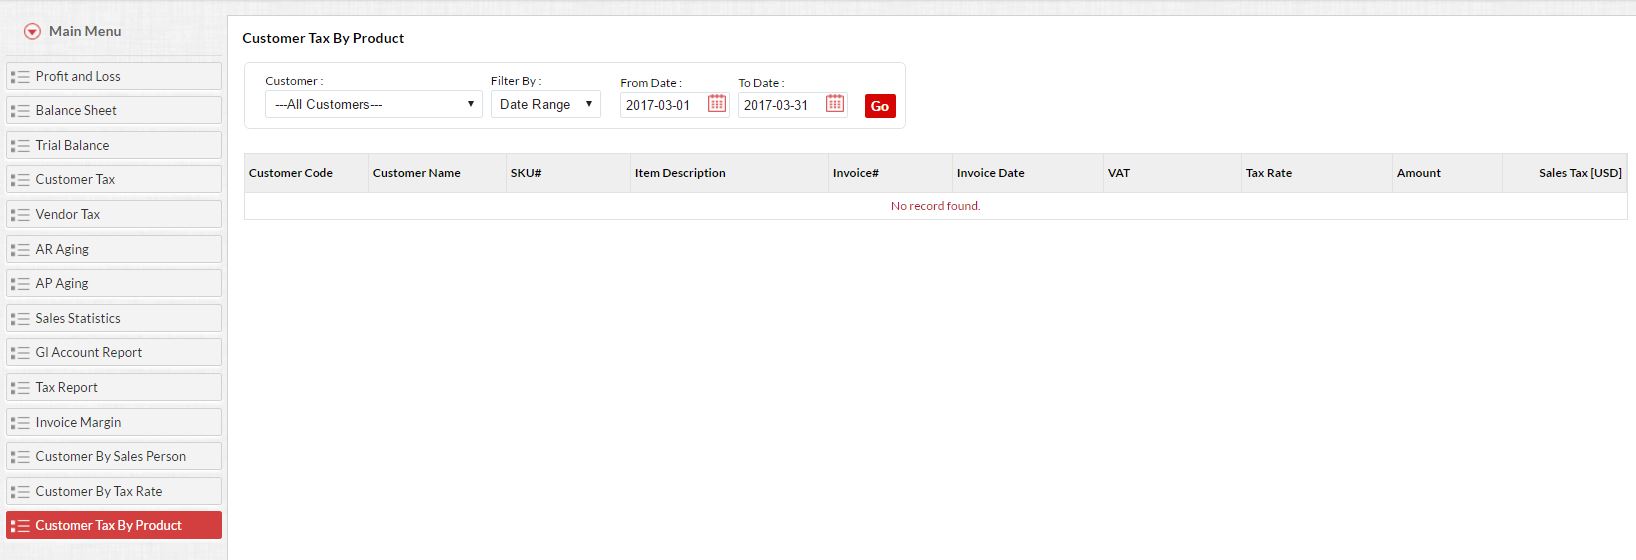 Main Menu
Profit and Loss
Balance Sheet
Trial Balance
Customer Tax
Vendor Tax
AR Aging
AP Aging
Sales Statistics
Gl Account Report
Tax Report
Invoice Margin
Customer By Sales Person
Customer By Tax Rate
Customer Tax By Product
Customer Tax By Product
Customer : Filter By : From Date : To Date :
---All Customers--- Date Range 2017-03-01 2017-03-31 Go
Customer Code Customer Name SKU# Item Description Invoice# Invoice Date VAT Tax Rate Amount Sales Tax [USD]
No record found.